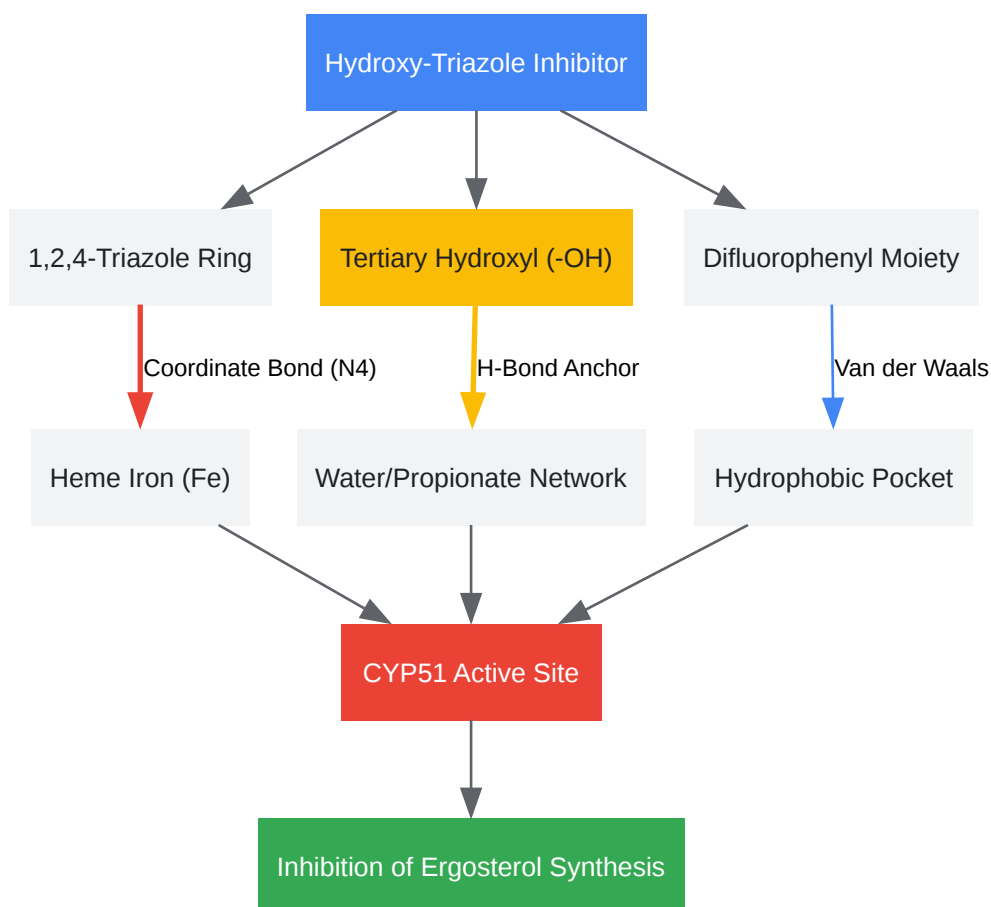 Hydroxy-Triazole Inhibitor
1,2,4-Triazole Ring
Tertiary Hydroxyl (-OH)
Difluorophenyl Moiety
Coordinate Bond (N4)
H-Bond Anchor
Van der Waals
Heme Iron (Fe)
Water/Propionate Network
Hydrophobic Pocket
CYP51 Active Site
Inhibition of Ergosterol Synthesis